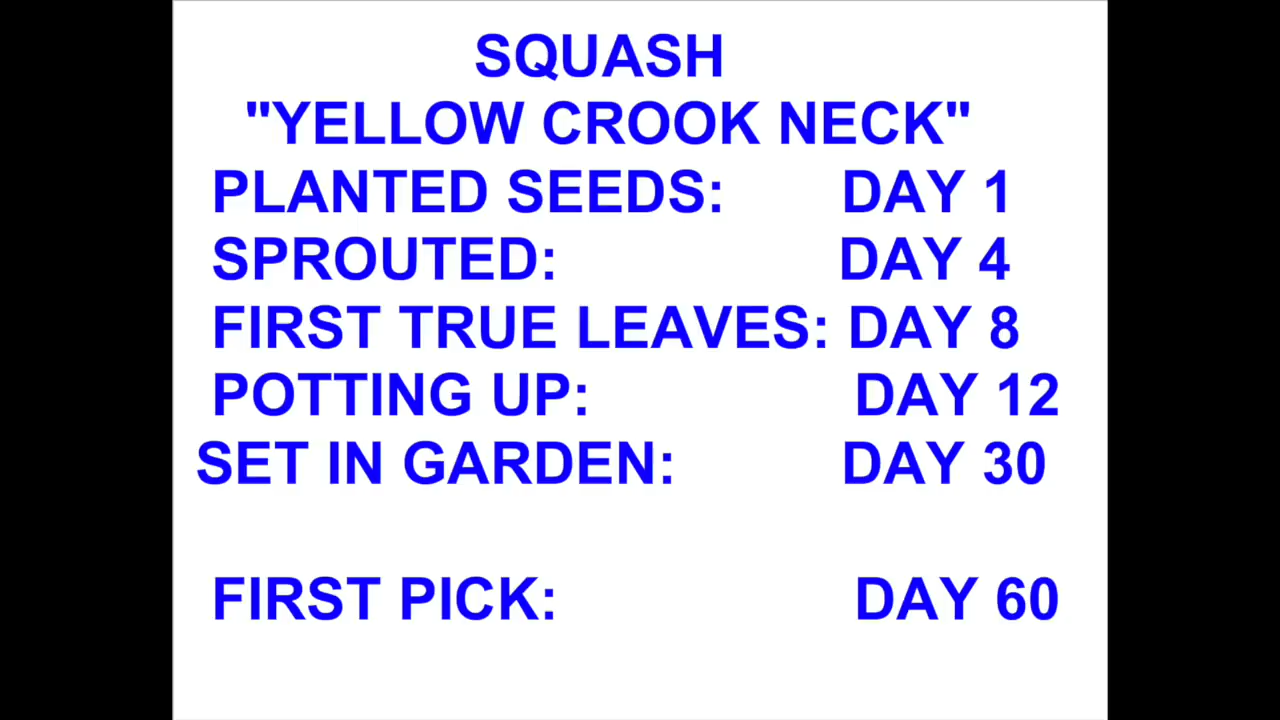 SQUASH
"YELLOW CROOK NECK"
PLANTED SEEDS: DAY 1
SPROUTED: DAY 4
FIRST TRUE LEAVES: DAY 8
POTTING UP: DAY 12
SET IN GARDEN: DAY 30
FIRST PICK: DAY 60